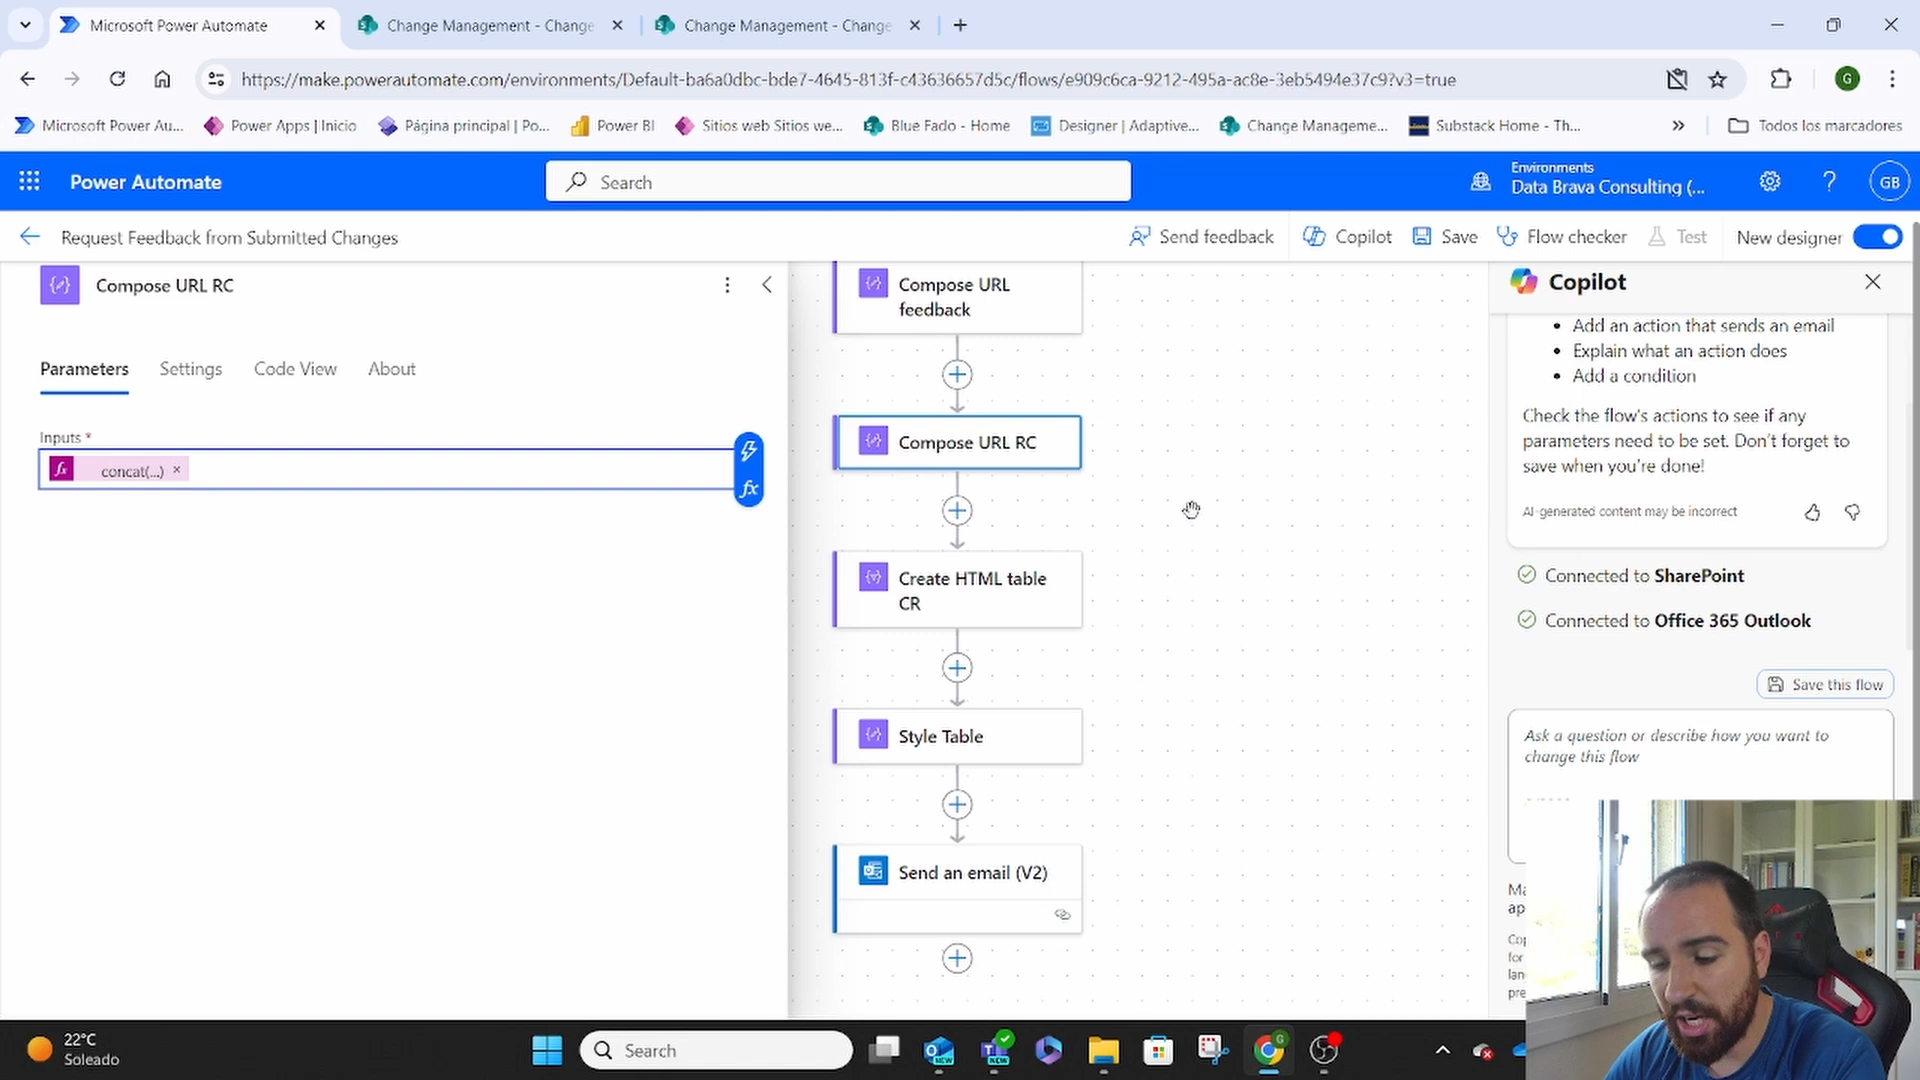 Microsoft Power Automate
Change Management - Change
Change Management - Change
https://make.powerautomate.com/environments/Default-ba6a0dbc-bde7-4645-813f-c43636657d5c/flows/e909c6ca-9212-495a-ac8e-3eb5494e37c9?v3=true
G
Microsoft Power Au...
Power Apps | Inicio
Página principal | Po...
Power BI
Sitios web Sitios we...
Blue Fado - Home
Designer | Adaptive...
Change Manageme...
Substack Home - Th...
Todos los marcadores
Power Automate
Search
Environments
Data Brava Consulting (...
GB
Request Feedback from Submitted Changes
Send feedback
Copilot
Save
Flow checker
Test
New designer
Compose URL RC
Parameters
Settings
Code View
About
Inputs *
fx concat(...) ×
fx
Compose URL
feedback
Compose URL RC
Create HTML table
CR
Style Table
Send an email (V2)
Copilot
• Add an action that sends an email
• Explain what an action does
• Add a condition
Check the flow's actions to see if any
parameters need to be set. Don't forget to
save when you're done!
AI-generated content may be incorrect
Connected to SharePoint
Connected to Office 365 Outlook
Save this flow
Ask a question or describe how you want to
change this flow
22°C
Soleado
Search